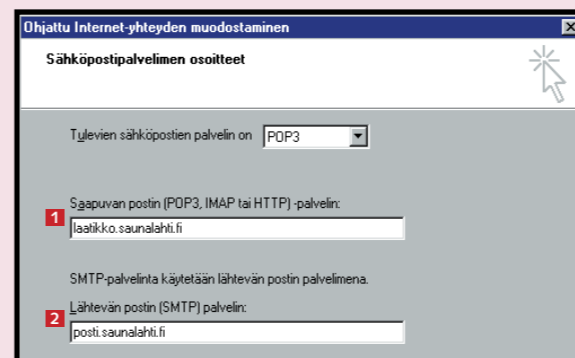 Ohjattu Internet-yhteyden muodostaminen
Sähköpostipalvelimen osoitteet
Tulevien sähköpostien palvelin on POP3
Saapuvan postin (POP3, IMAP tai HTTP) -palvelin:
1
laatikko.saunalahti.fi
SMTP-palvelinta käytetään lähtevän postin palvelimena.
Lähtevän postin (SMTP) palvelin:
2
posti.saunalahti.fi